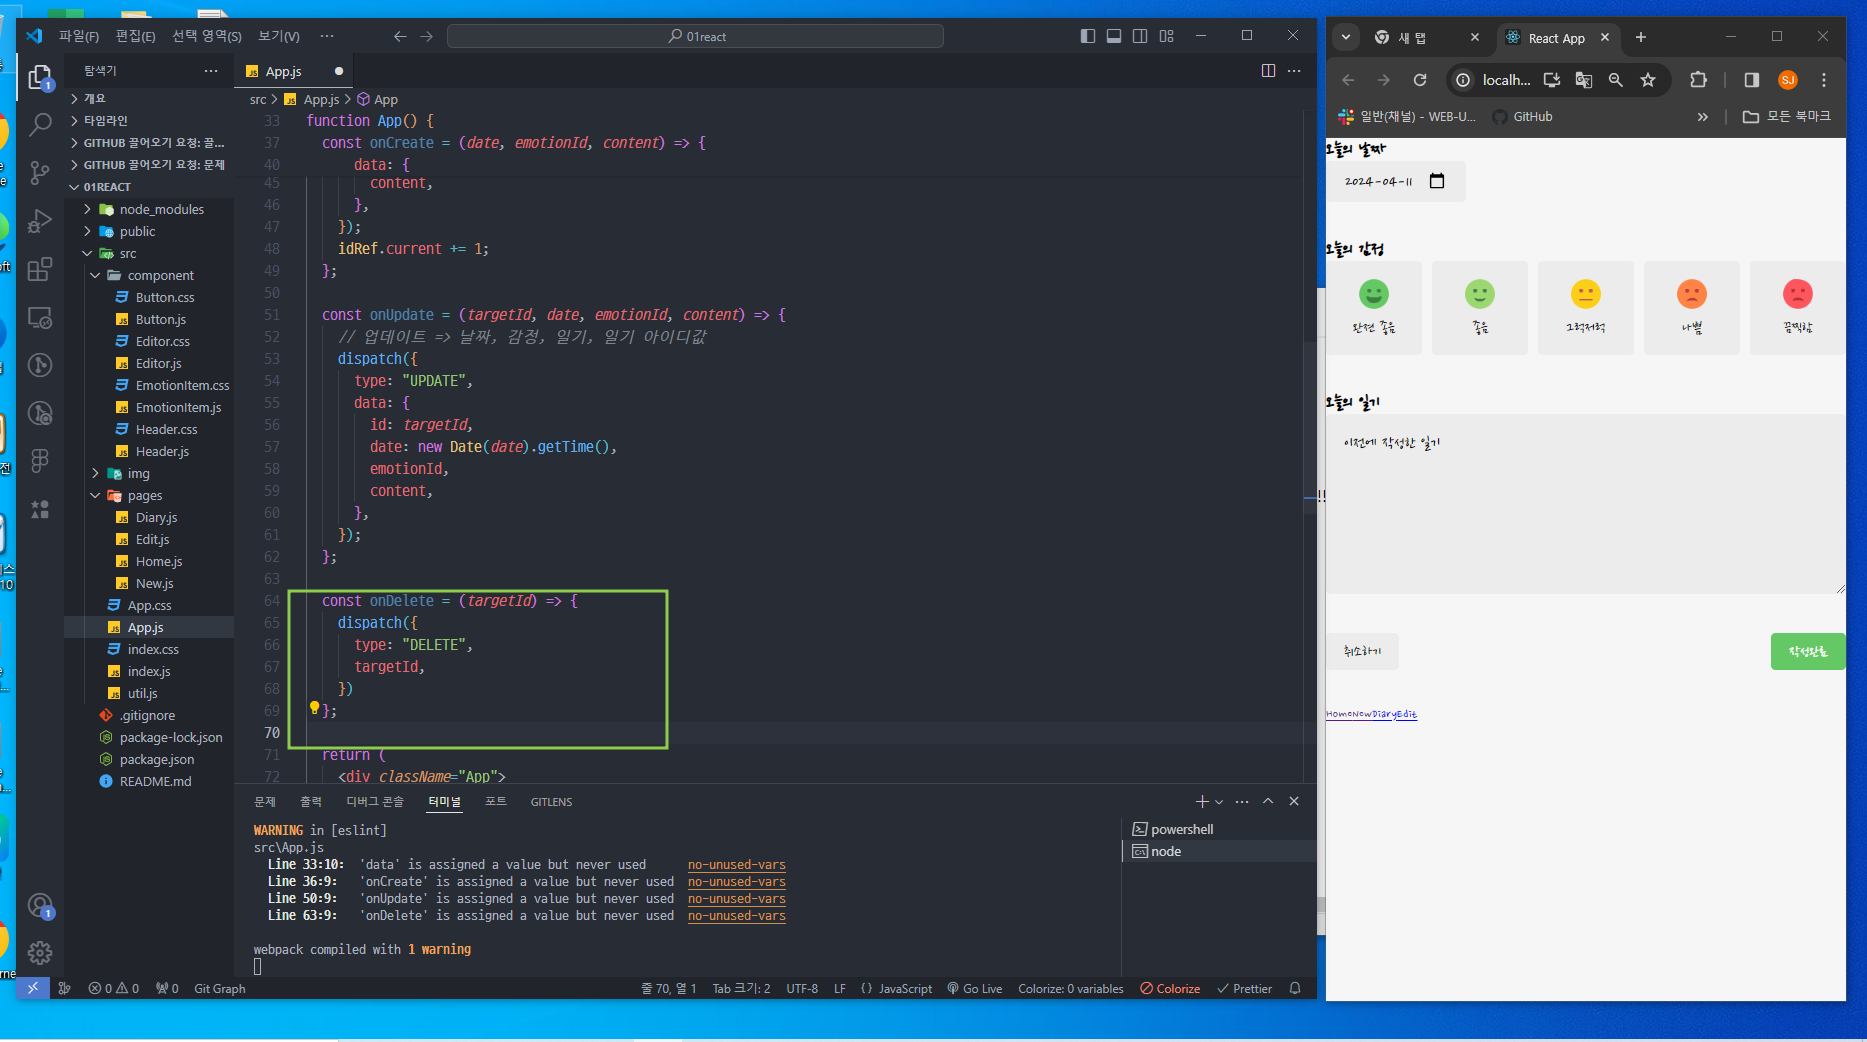 파일(F) 편집(E) 선택 영역(S) 보기(V) ···
01react
탐색기 ···
개요
타임라인
GITHUB 끌어오기 요청: 끌...
GITHUB 끌어오기 요청: 문제
01REACT
node_modules
public
src
component
Button.css
Button.js
Editor.css
Editor.js
EmotionItem.css
EmotionItem.js
Header.css
Header.js
img
pages
Diary.js
Edit.js
Home.js
New.js
App.css
App.js
index.css
index.js
util.js
.gitignore
package-lock.json
package.json
README.md
App.js
src > App.js > App
33 function App() {
37 const onCreate = (date, emotionId, content) => {
40 data: {
45 content,
46 },
47 });
48 idRef.current += 1;
49 };
50
51 const onUpdate = (targetId, date, emotionId, content) => {
52 // 업데이트 => 날짜, 감정, 일기, 일기 아이디값
53 dispatch({
54 type: "UPDATE",
55 data: {
56 id: targetId,
57 date: new Date(date).getTime(),
58 emotionId,
59 content,
60 },
61 });
62 };
63
64 const onDelete = (targetId) => {
65 dispatch({
66 type: "DELETE",
67 targetId,
68 })
69 };
70
71 return (
72 <div className="App">
문제 출력 디버그 콘솔 터미널 포트 GITLENS
WARNING in [eslint]
src\App.js
Line 33:10: 'data' is assigned a value but never used no-unused-vars
Line 36:9: 'onCreate' is assigned a value but never used no-unused-vars
Line 50:9: 'onUpdate' is assigned a value but never used no-unused-vars
Line 63:9: 'onDelete' is assigned a value but never used no-unused-vars
webpack compiled with 1 warning
powershell
node
0 0 0 Git Graph 줄 70, 열 1 Tab 크기: 2 UTF-8 LF {} JavaScript Go Live Colorize: 0 variables Colorize Prettier
새 탭 React App
localh... SJ
일반(채널) - WEB-U... GitHub » 모든 북마크
오늘의 날짜
2024-04-11
오늘의 감정
완전 좋음 좋음 그럭저럭 나쁨 끔찍함
오늘의 일기
이전에 작성한 일기
취소하기 작성완료
HomeNewDiaryEdit
!!